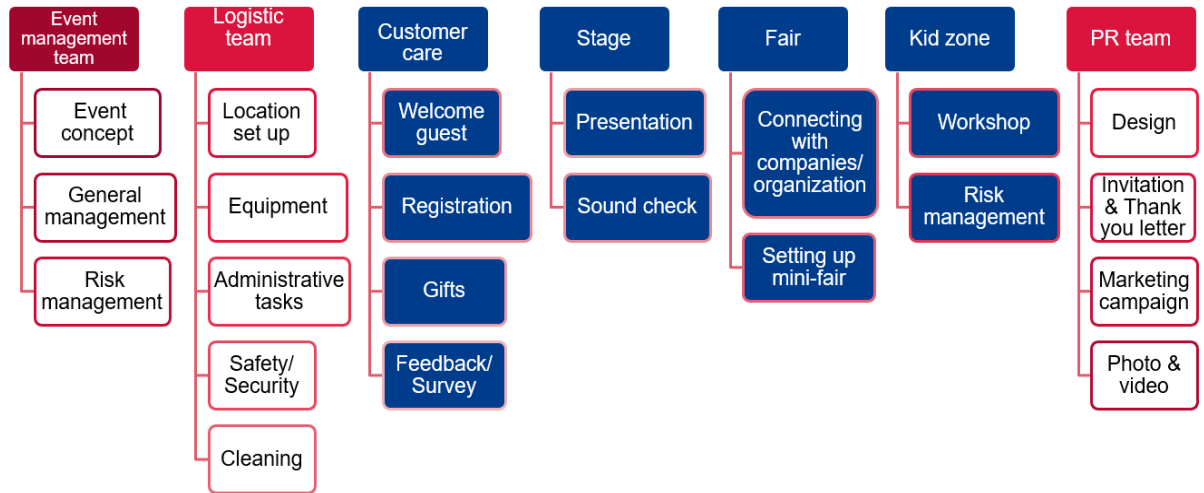 Event
management
team
Event
concept
General
management
Risk
management
Logistic
team
Location
set up
Equipment
Administrative
tasks
Safety/
Security
Cleaning
Customer
care
Welcome
guest
Registration
Gifts
Feedback/
Survey
Stage
Presentation
Sound check
Fair
Connecting
with
companies/
organization
Setting up
mini-fair
Kid zone
Workshop
Risk
management
PR team
Design
Invitation
& Thank
you letter
Marketing
campaign
Photo &
video